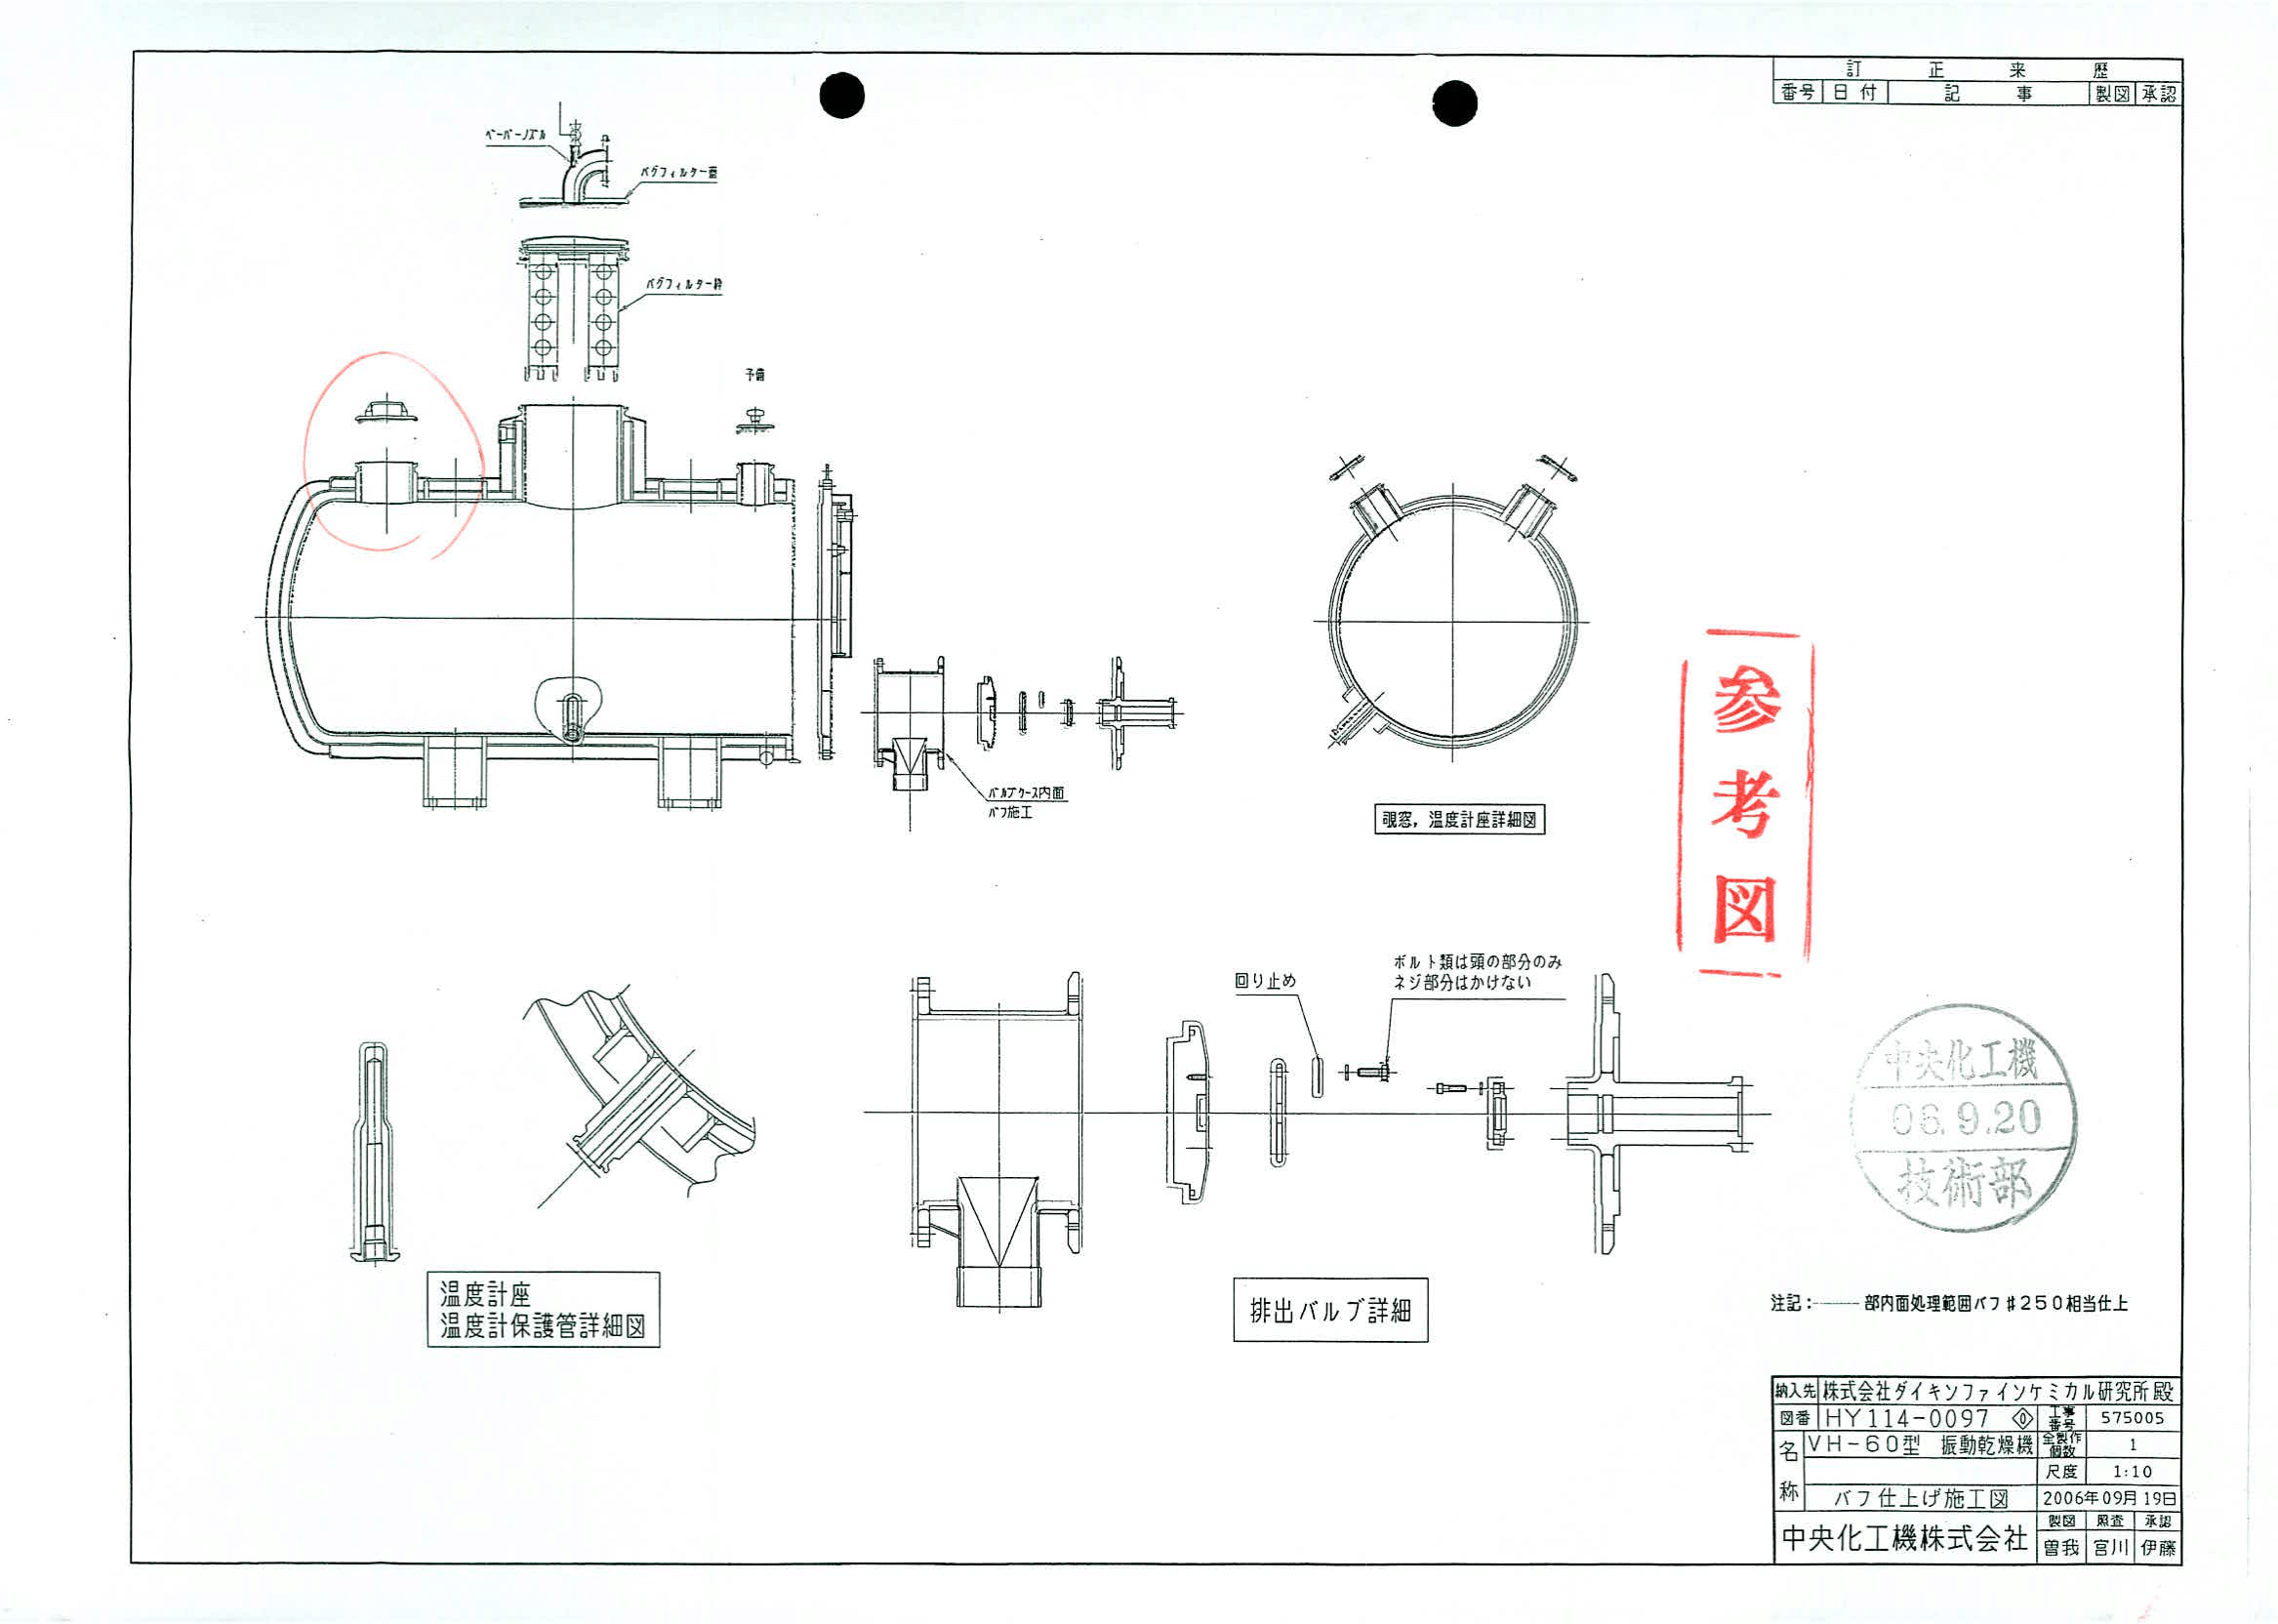 訂正来歴
番号 日付 記事 製図 承認
ベーパーノズル
バグフィルター蓋
バグフィルター枠
予備
バルブケース内面
バフ施工
覗窓，温度計座詳細図
参考図
回り止め
ボルト類は頭の部分のみ
ネジ部分はかけない
中央化工機
06.9.20
技術部
温度計座
温度計保護管詳細図
排出バルブ詳細
注記：―――部内面処理範囲バフ♯250相当仕上
納入先 株式会社ダイキンファインケミカル研究所殿
図番 HY114-0097 0 工事番号 575005
名称 VH-60型 振動乾燥機 全製作個数 1
尺度 1:10
バフ仕上げ施工図 2006年09月19日
中央化工機株式会社 製図 照査 承認
曽我 宮川 伊藤